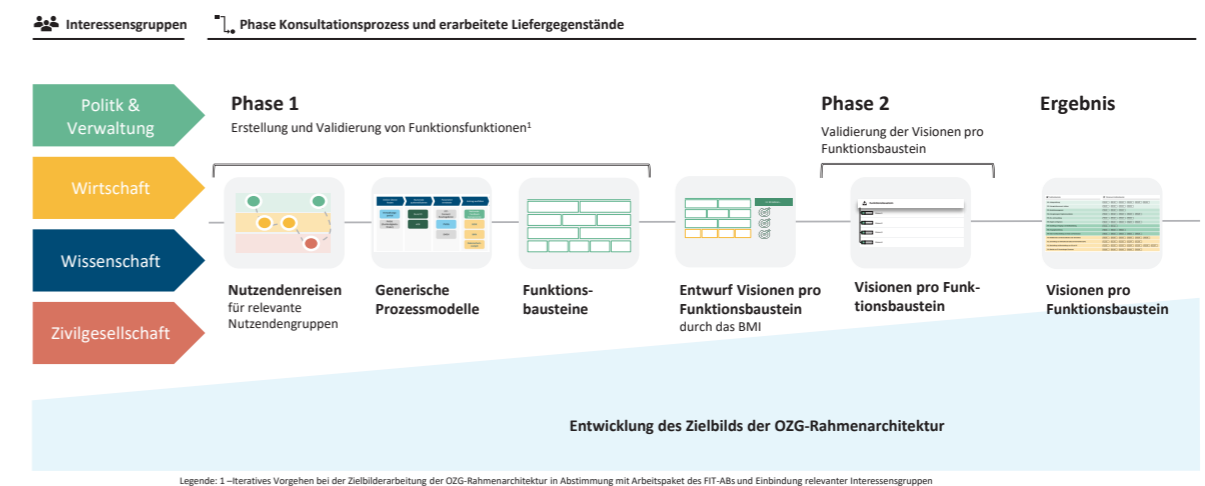 Interessensgruppen
Phase Konsultationsprozess und erarbeitete Liefergegenstände
Politk &
Verwaltung
Wirtschaft
Wissenschaft
Zivilgesellschaft
Phase 1
Erstellung und Validierung von Funktionsfunktionen¹
Phase 2
Validierung der Visionen pro
Funktionsbaustein
Ergebnis
Nutzendenreisen
für relevante
Nutzendengruppen
Generische
Prozessmodelle
Funktions-
bausteine
Entwurf Visionen pro
Funktionsbaustein
durch das BMI
Visionen pro Funk-
tionsbaustein
Visionen pro
Funktionsbaustein
Entwicklung des Zielbilds der OZG-Rahmenarchitektur
Legende: 1 –Iteratives Vorgehen bei der Zielbilderarbeitung der OZG-Rahmenarchitektur in Abstimmung mit Arbeitspaket des FIT-ABs und Einbindung relevanter Interessensgruppen